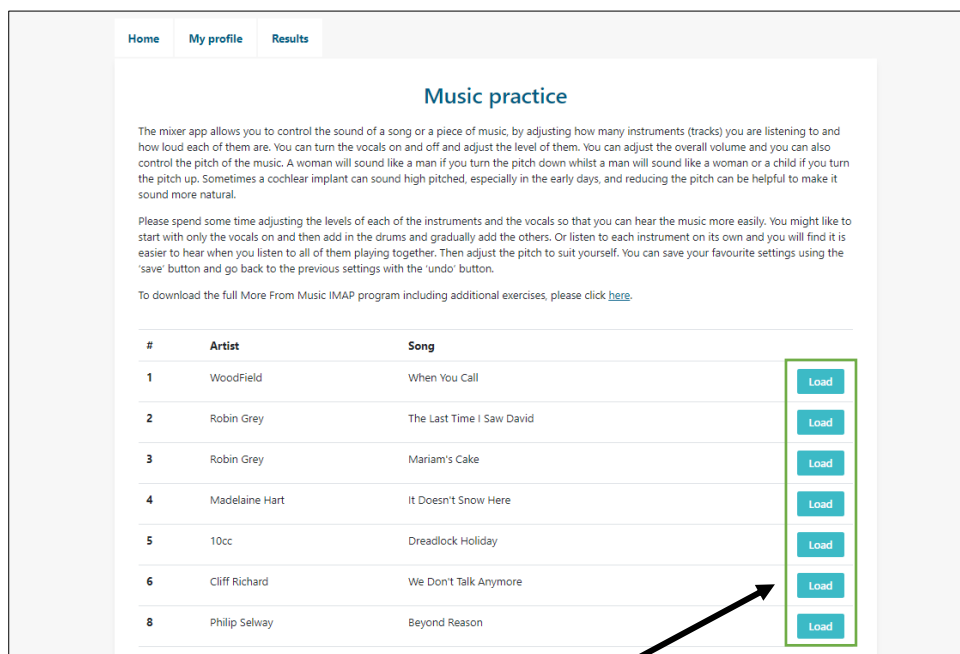 Home My profile Results
Music practice
The mixer app allows you to control the sound of a song or a piece of music, by adjusting how many instruments (tracks) you are listening to and
how loud each of them are. You can turn the vocals on and off and adjust the level of them. You can adjust the overall volume and you can also
control the pitch of the music. A woman will sound like a man if you turn the pitch down whilst a man will sound like a woman or a child if you turn
the pitch up. Sometimes a cochlear implant can sound high pitched, especially in the early days, and reducing the pitch can be helpful to make it
sound more natural.
Please spend some time adjusting the levels of each of the instruments and the vocals so that you can hear the music more easily. You might like to
start with only the vocals on and then add in the drums and gradually add the others. Or listen to each instrument on its own and you will find it is
easier to hear when you listen to all of them playing together. Then adjust the pitch to suit yourself. You can save your favourite settings using the
'save' button and go back to the previous settings with the 'undo' button.
To download the full More From Music IMAP program including additional exercises, please click here.
# Artist Song
1 WoodField When You Call Load
2 Robin Grey The Last Time I Saw David Load
3 Robin Grey Mariam's Cake Load
4 Madelaine Hart It Doesn't Snow Here Load
5 10cc Dreadlock Holiday Load
6 Cliff Richard We Don't Talk Anymore Load
8 Philip Selway Beyond Reason Load